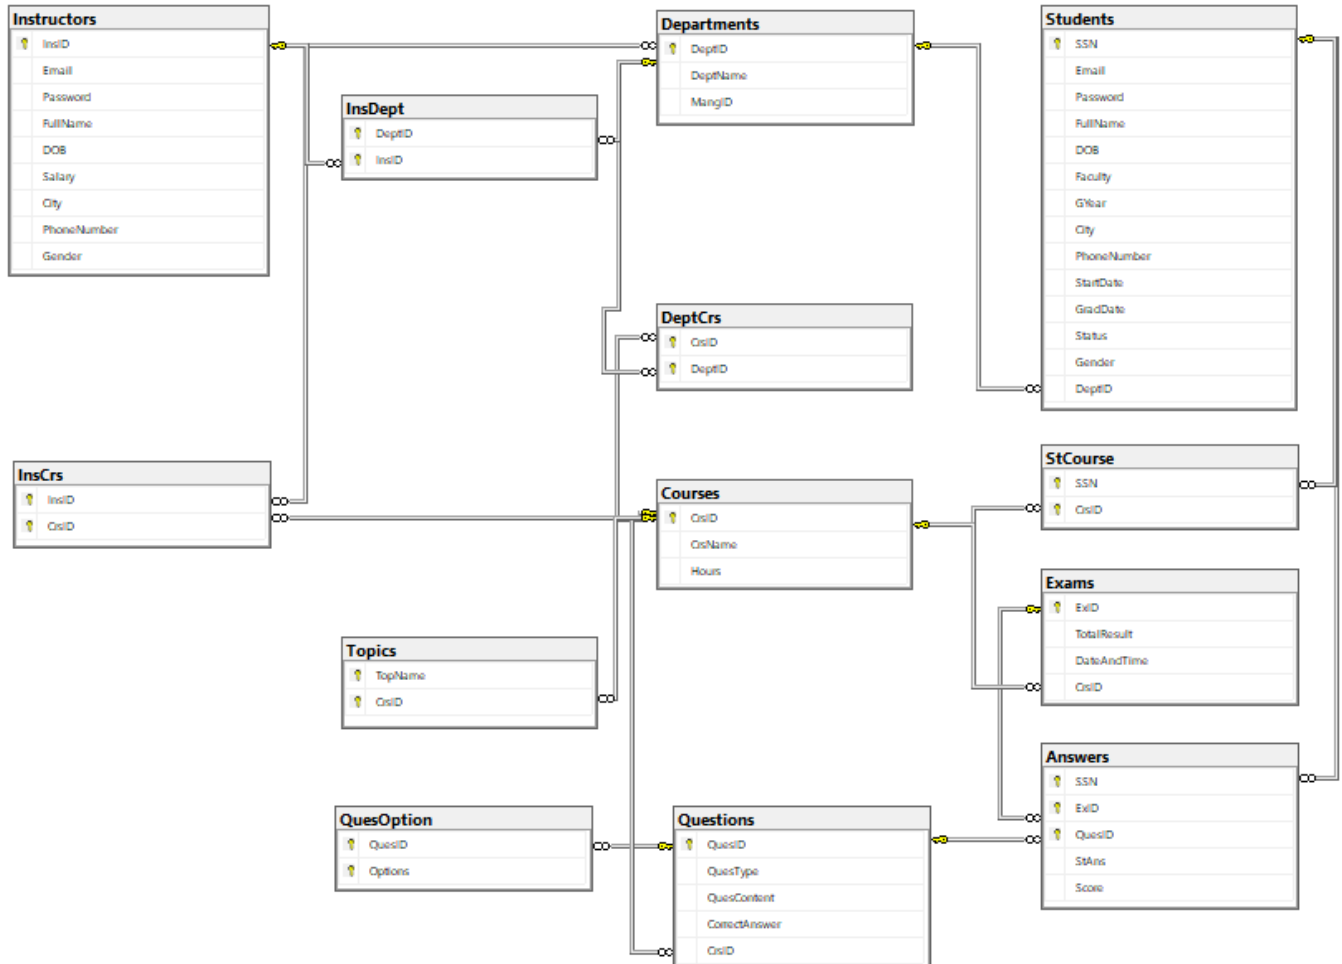 Instructors
InsID
Email
Password
FullName
DOB
Salary
City
PhoneNumber
Gender
InsDept
DeptID
InsID
Departments
DeptID
DeptName
MangID
Students
SSN
Email
Password
FullName
DOB
Faculty
GYear
City
PhoneNumber
StartDate
GradDate
Status
Gender
DeptID
DeptCrs
CrsID
DeptID
InsCrs
InsID
CrsID
Courses
CrsID
CrsName
Hours
StCourse
SSN
CrsID
Exams
ExID
TotalResult
DateAndTime
CrsID
Topics
TopName
CrsID
Answers
SSN
ExID
QuesID
StAns
Score
QuesOption
QuesID
Options
Questions
QuesID
QuesType
QuesContent
CorrectAnswer
CrsID